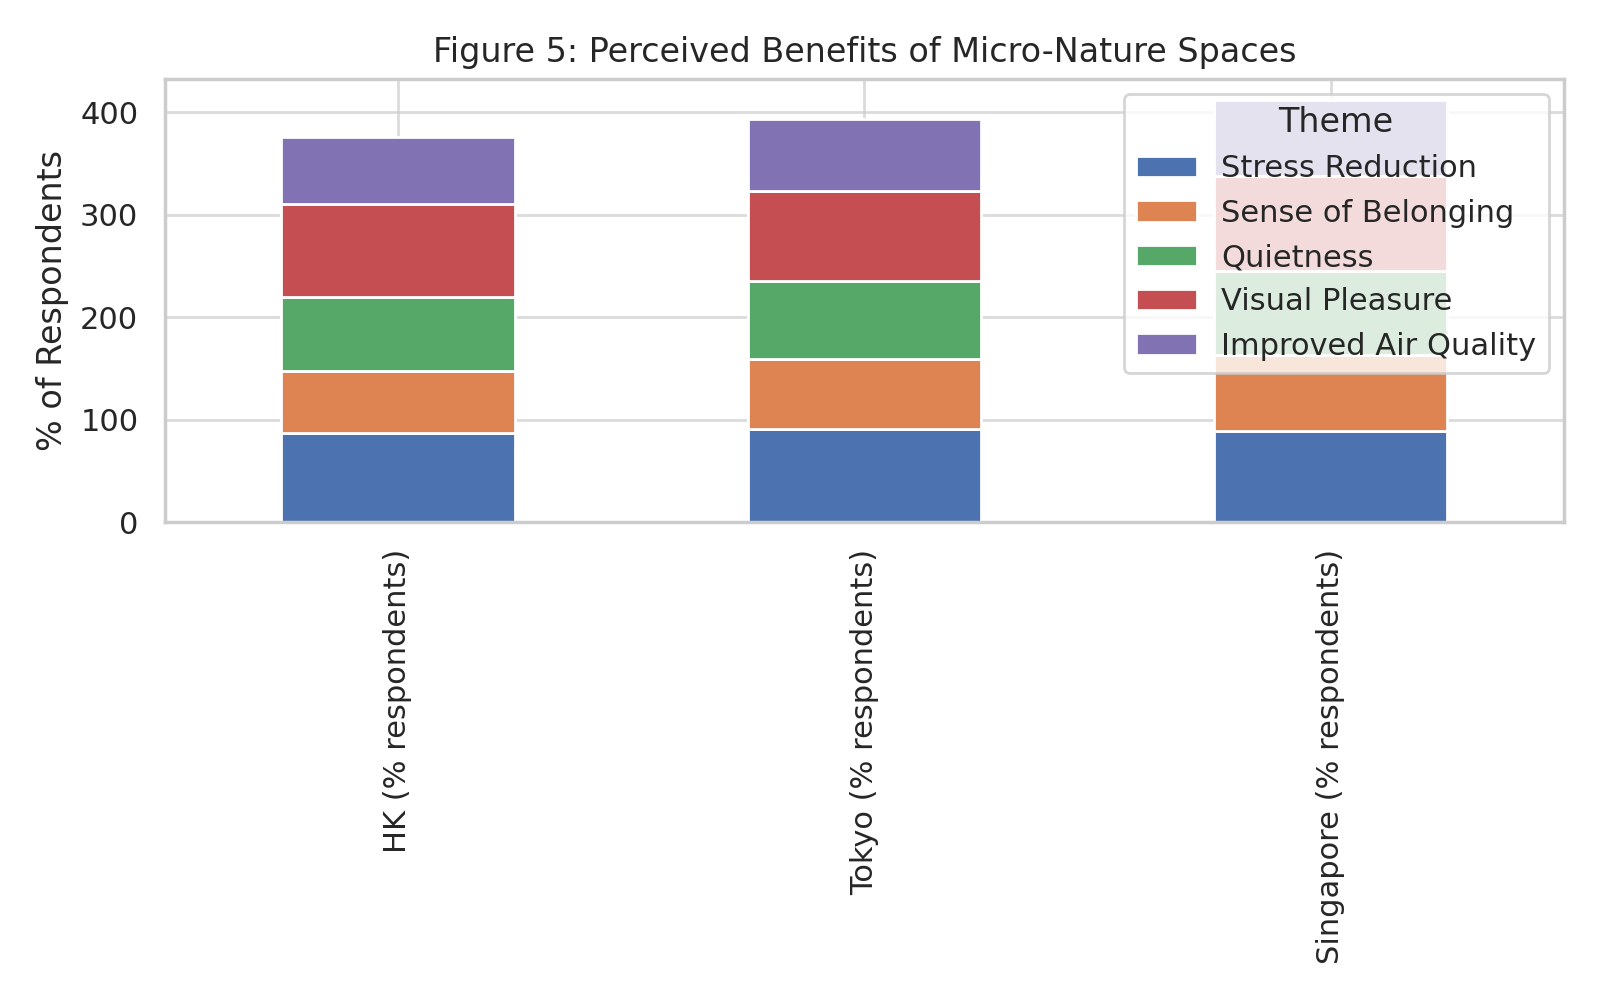 Figure 5: Perceived Benefits of Micro-Nature Spaces
% of Respondents
400
300
200
100
0
Theme
Stress Reduction
Sense of Belonging
Quietness
Visual Pleasure
Improved Air Quality
HK (% respondents)
Tokyo (% respondents)
Singapore (% respondents)